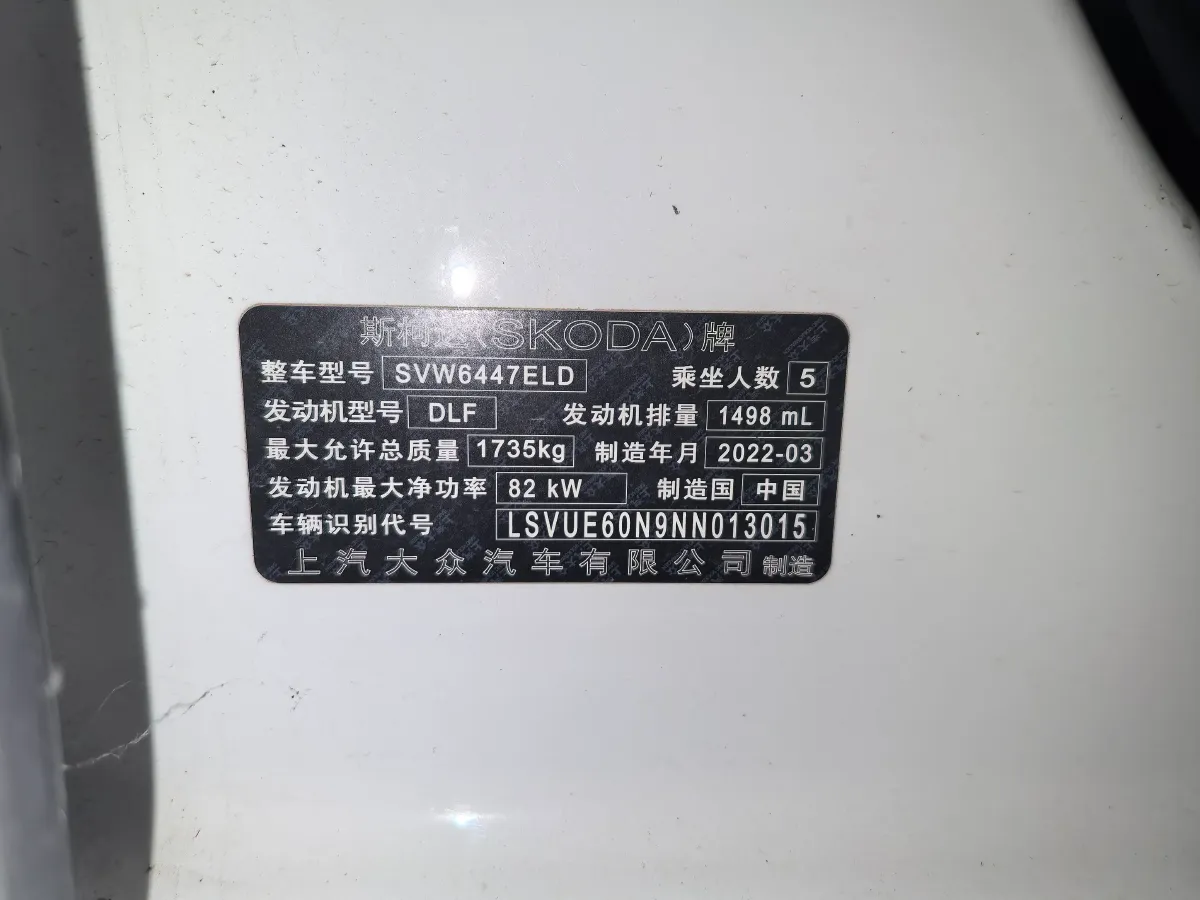 斯柯达(SKODA)牌
整车型号 SVW6447ELD 乘坐人数 5
发动机型号 DLF 发动机排量 1498 mL
最大允许总质量 1735kg 制造年月 2022-03
发动机最大净功率 82 kW 制造国 中国
车辆识别代号 LSVUE60N9NN013015
上汽大众汽车有限公司 制造